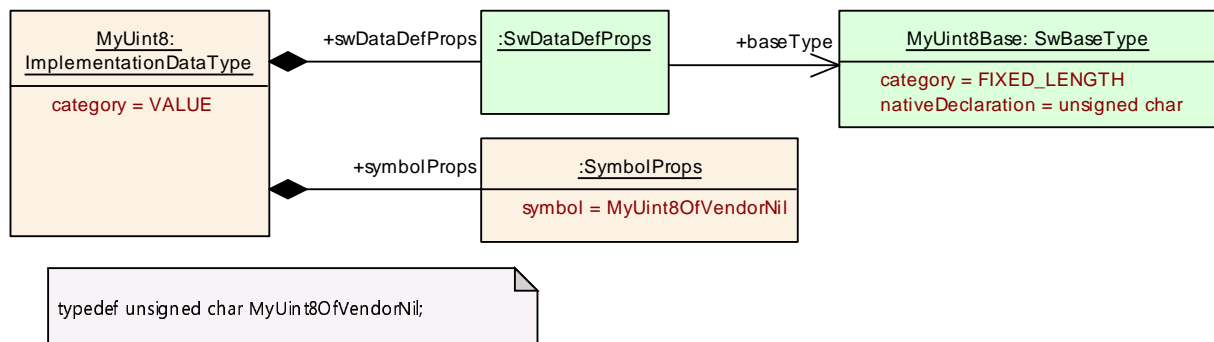 MyUint8:
ImplementationDataType
category = VALUE
+swDataDefProps
:SwDataDefProps
+baseType
MyUint8Base: SwBaseType
category = FIXED_LENGTH
nativeDeclaration = unsigned char
+symbolProps
:SymbolProps
symbol = MyUint8OfVendorNil
typedef unsigned char MyUint8OfVendorNil;